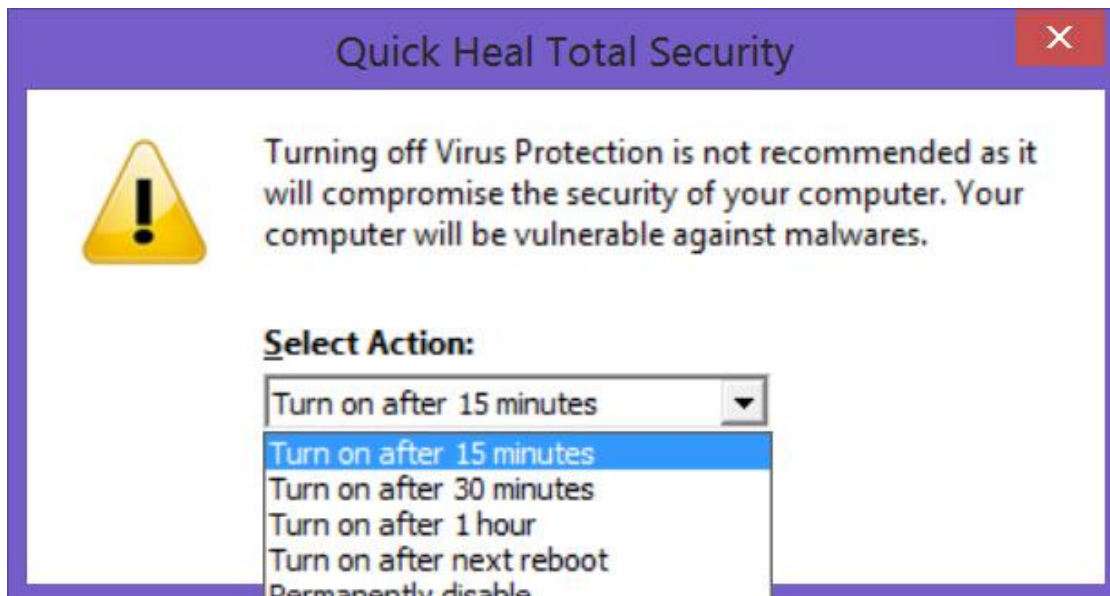 Quick Heal Total Security
Turning off Virus Protection is not recommended as it
will compromise the security of your computer. Your
computer will be vulnerable against malwares.
Select Action:
Turn on after 15 minutes
Turn on after 15 minutes
Turn on after 30 minutes
Turn on after 1 hour
Turn on after next reboot
Permanently disable